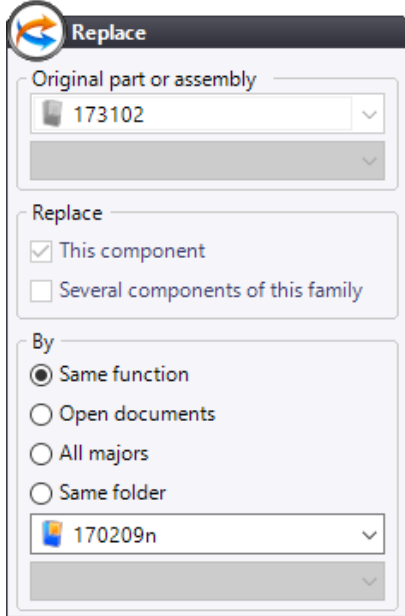 Replace
Original part or assembly
173102
Replace
This component
Several components of this family
By
Same function
Open documents
All majors
Same folder
170209n